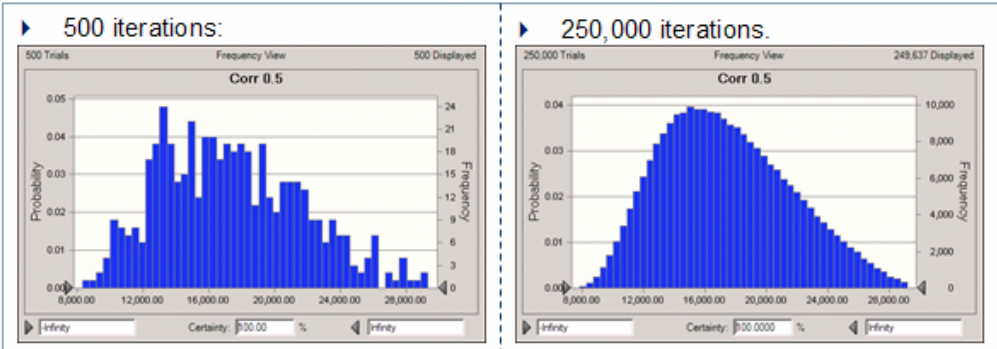 500 iterations:
500 Trials Frequency View 500 Displayed
Corr 0.5
0.05
0.04
0.03
0.02
0.01
0.00
Probability
24
21
18
15
12
9
6
3
0
Frequency
8,000.00 12,000.00 16,000.00 20,000.00 24,000.00 28,000.00
-Infinity Certainty: 100.00 % Infinity
250,000 iterations.
250,000 Trials Frequency View 249,637 Displayed
Corr 0.5
0.04
0.03
0.02
0.01
0.00
Probability
10,000
8,000
6,000
4,000
2,000
0
Frequency
8,000.00 12,000.00 16,000.00 20,000.00 24,000.00 28,000.00
-Infinity Certainty: 100.0000 % Infinity